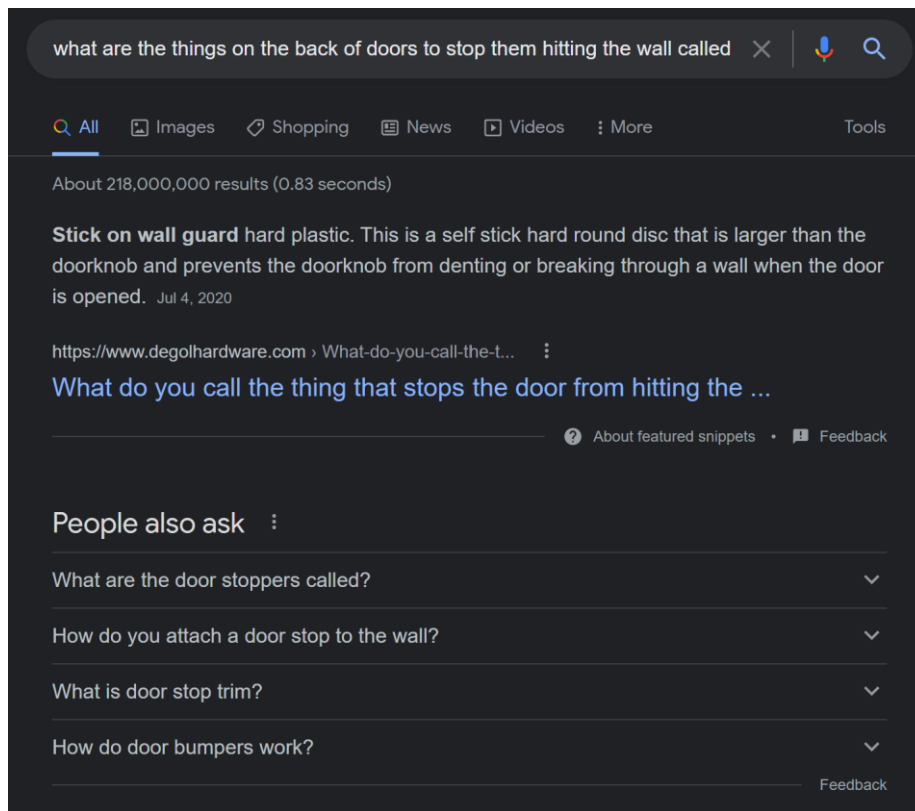 what are the things on the back of doors to stop them hitting the wall called
All Images Shopping News Videos More Tools
About 218,000,000 results (0.83 seconds)
Stick on wall guard hard plastic. This is a self stick hard round disc that is larger than the
doorknob and prevents the doorknob from denting or breaking through a wall when the door
is opened. Jul 4, 2020
https://www.degolhardware.com › What-do-you-call-the-t...
What do you call the thing that stops the door from hitting the ...
About featured snippets • Feedback
People also ask
What are the door stoppers called?
How do you attach a door stop to the wall?
What is door stop trim?
How do door bumpers work?
Feedback